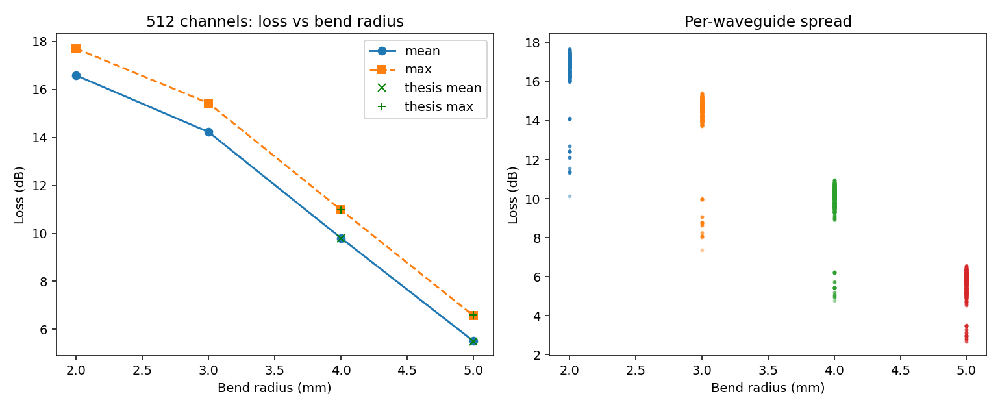 512 channels: loss vs bend radius
18
16
14
12
10
8
6
Loss (dB)
mean
max
thesis mean
thesis max
2.0 2.5 3.0 3.5 4.0 4.5 5.0
Bend radius (mm)
Per-waveguide spread
18
16
14
12
10
8
6
4
2
Loss (dB)
2.0 2.5 3.0 3.5 4.0 4.5 5.0
Bend radius (mm)